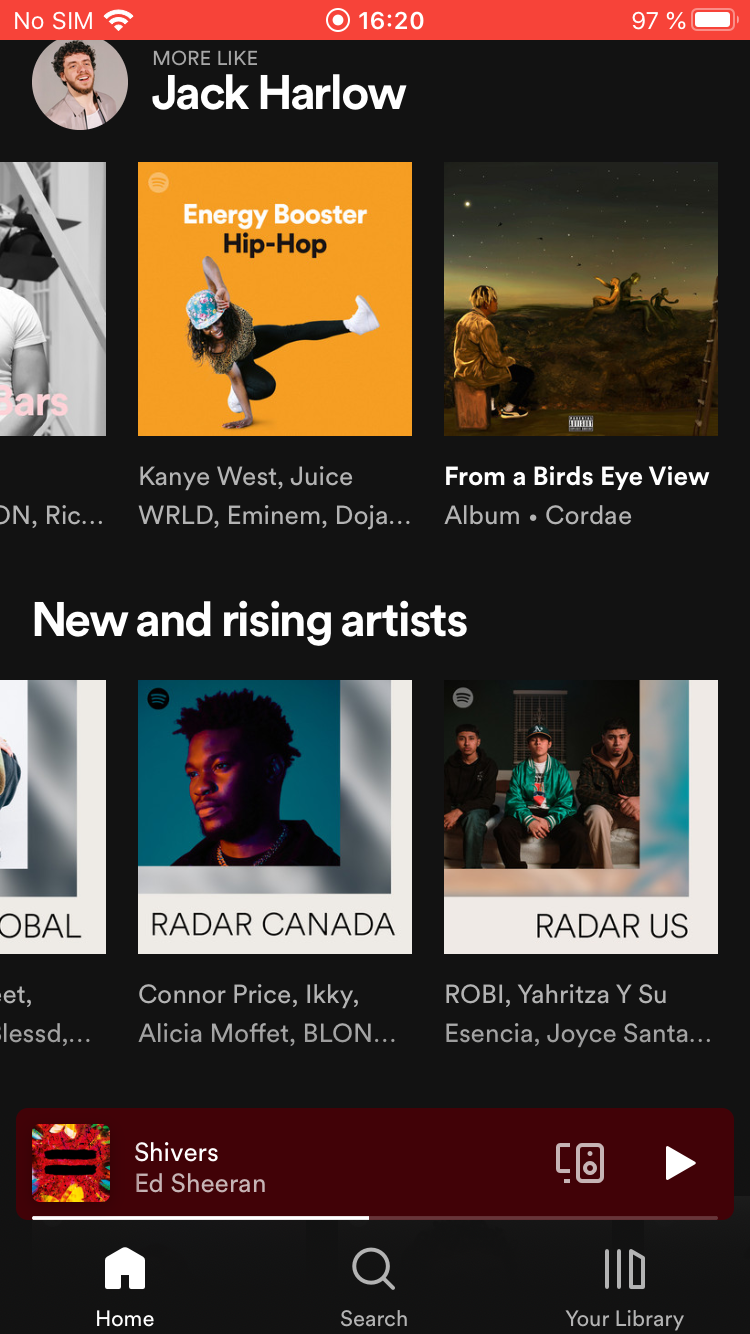 No SIM 16:20 97 %
MORE LIKE
Jack Harlow
Energy Booster
Hip-Hop
Bars
Kanye West, Juice
From a Birds Eye View
ON, Ric...
WRLD, Eminem, Doja...
Album • Cordae
New and rising artists
OBAL
RADAR CANADA
RADAR US
eet,
Connor Price, Ikky,
ROBI, Yahritza Y Su
Blessd,...
Alicia Moffet, BLON...
Esencia, Joyce Santa...
Shivers
Ed Sheeran
Home
Search
Your Library